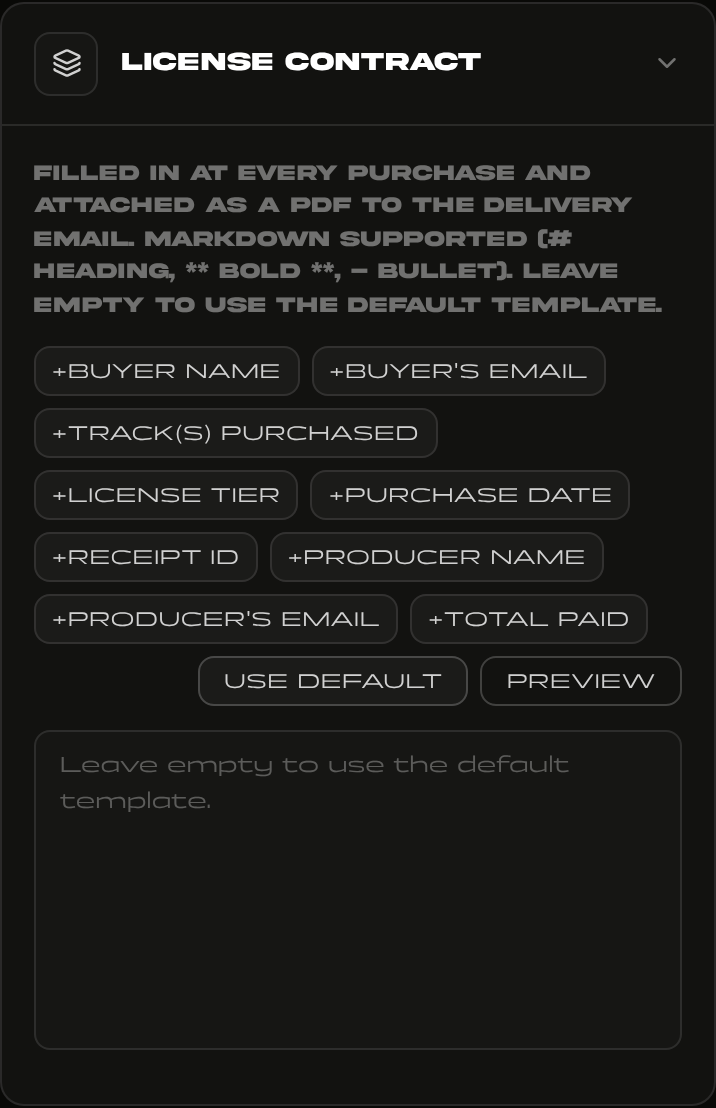 LICENSE CONTRACT
FILLED IN AT EVERY PURCHASE AND
ATTACHED AS A PDF TO THE DELIVERY
EMAIL. MARKDOWN SUPPORTED (#
HEADING, ** BOLD **, – BULLET). LEAVE
EMPTY TO USE THE DEFAULT TEMPLATE.
+BUYER NAME +BUYER'S EMAIL
+TRACK(S) PURCHASED
+LICENSE TIER +PURCHASE DATE
+RECEIPT ID +PRODUCER NAME
+PRODUCER'S EMAIL +TOTAL PAID
USE DEFAULT PREVIEW
Leave empty to use the default
template.